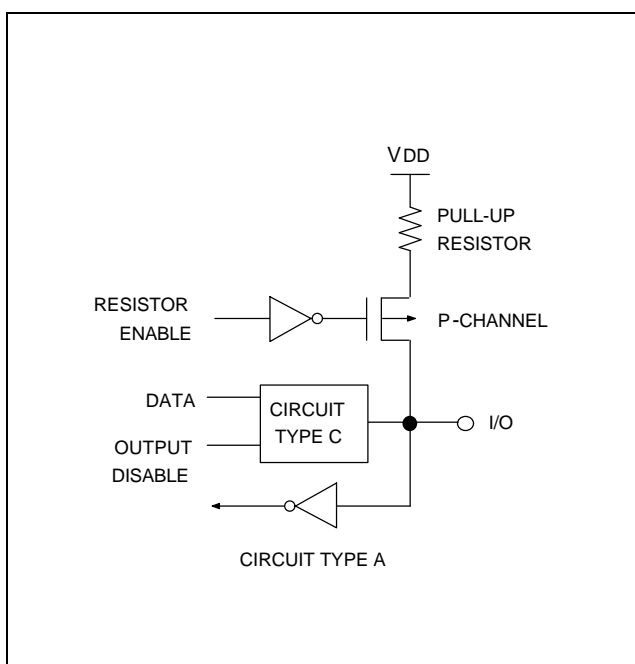 VDD
PULL-UP
RESISTOR
RESISTOR
ENABLE
P-CHANNEL
DATA
CIRCUIT
TYPE C
I/O
OUTPUT
DISABLE
CIRCUIT TYPE A